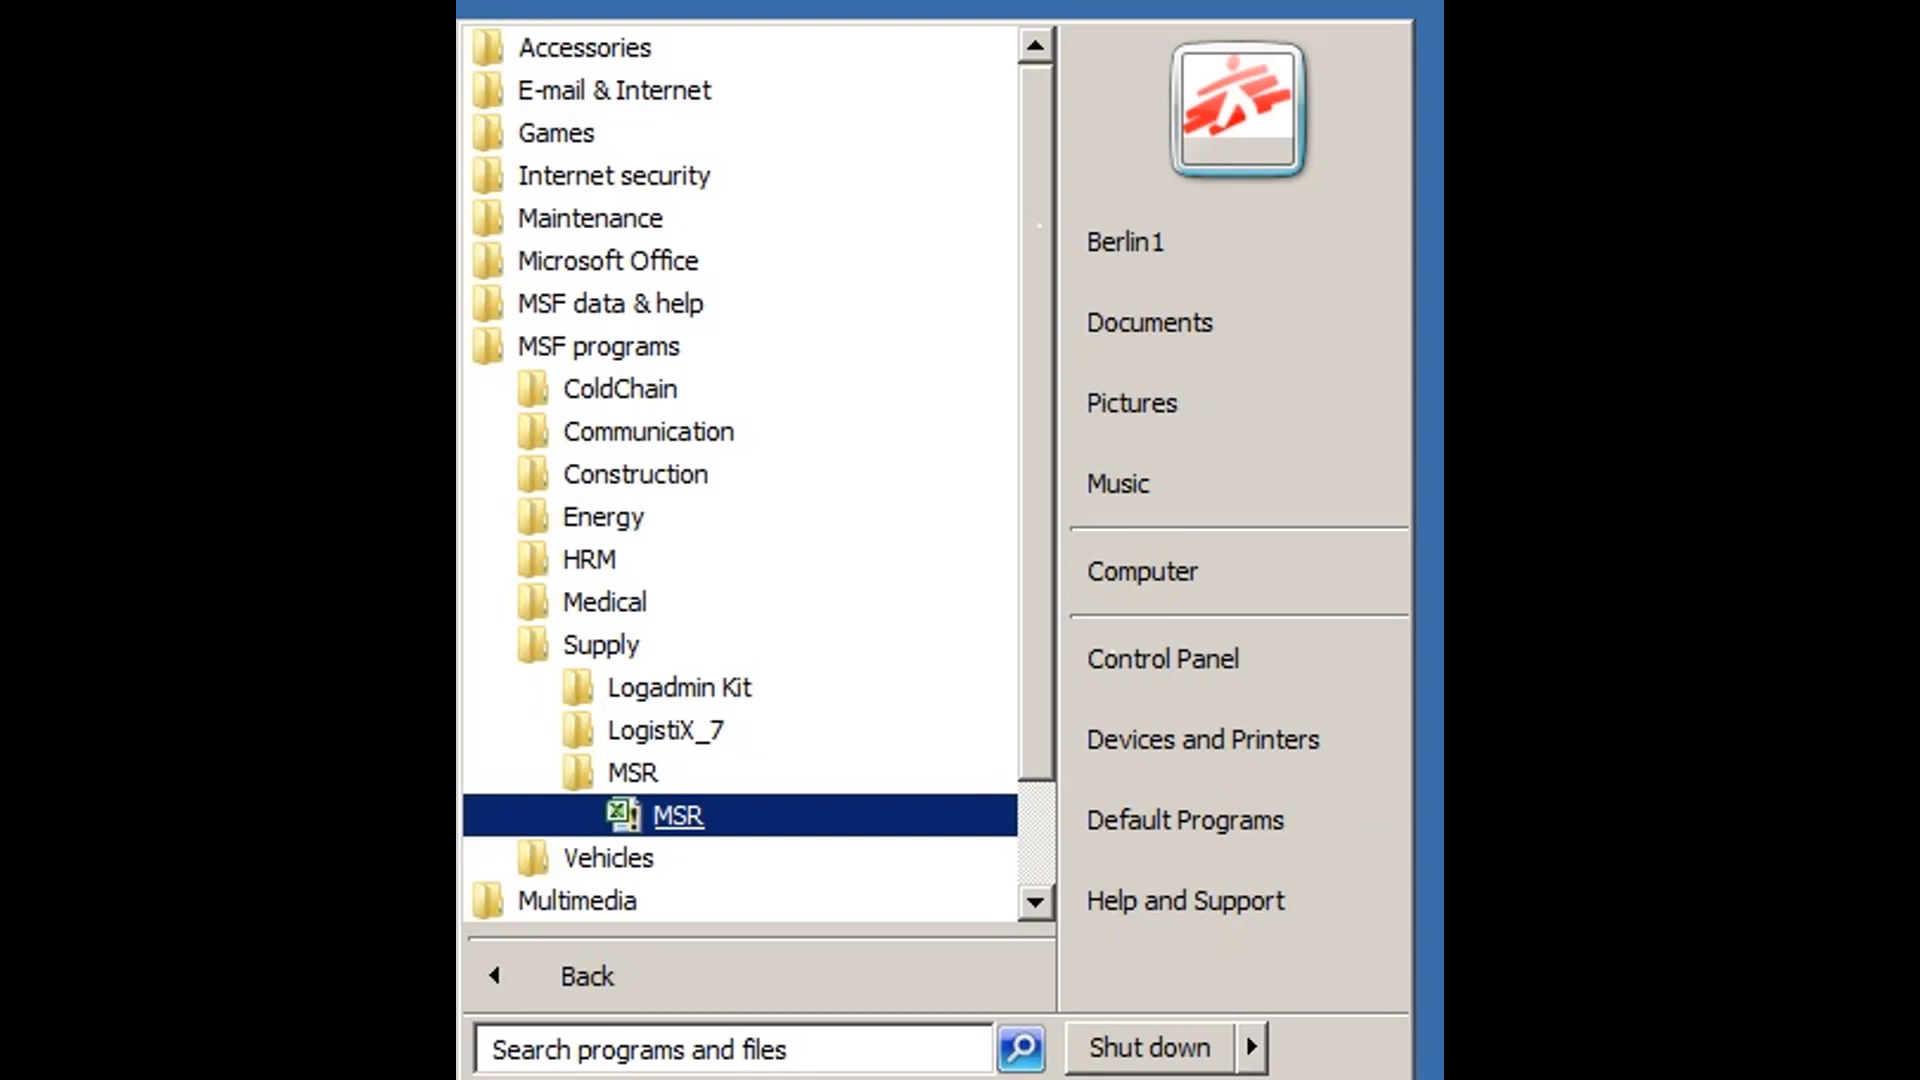 Accessories
E-mail & Internet
Games
Internet security
Maintenance
Microsoft Office
MSF data & help
MSF programs
ColdChain
Communication
Construction
Energy
HRM
Medical
Supply
Logadmin Kit
LogistiX_7
MSR
MSR
Vehicles
Multimedia
Back
Search programs and files
Berlin1
Documents
Pictures
Music
Computer
Control Panel
Devices and Printers
Default Programs
Help and Support
Shut down